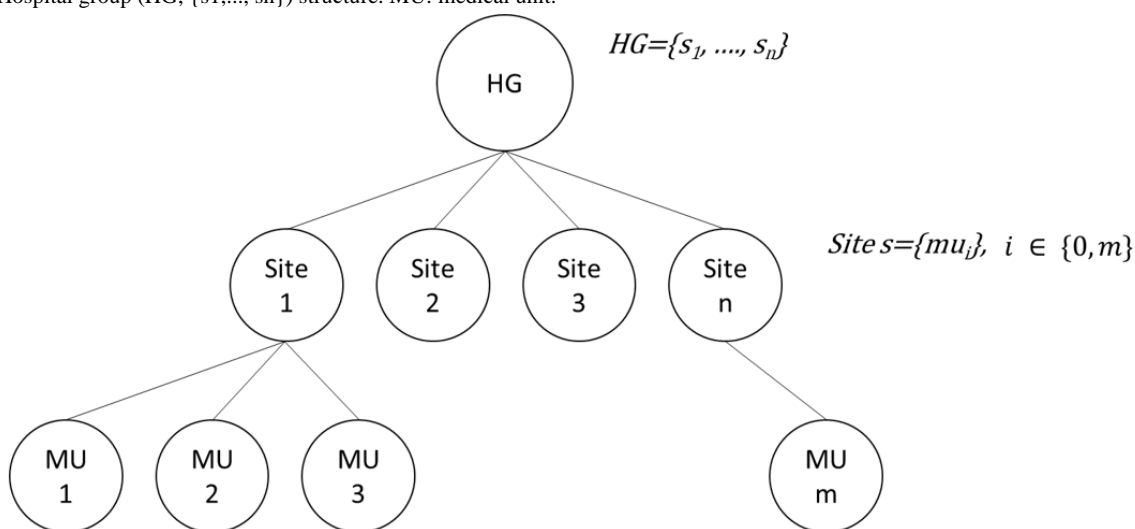 Hospital group (HG; {s1,..., sn}) structure. MU: medical unit.
HG={s₁, ...., sₙ}
HG
Site 1
Site 2
Site 3
Site n
Site s={muᵢ}, i ∈ {0,m}
MU 1
MU 2
MU 3
MU m